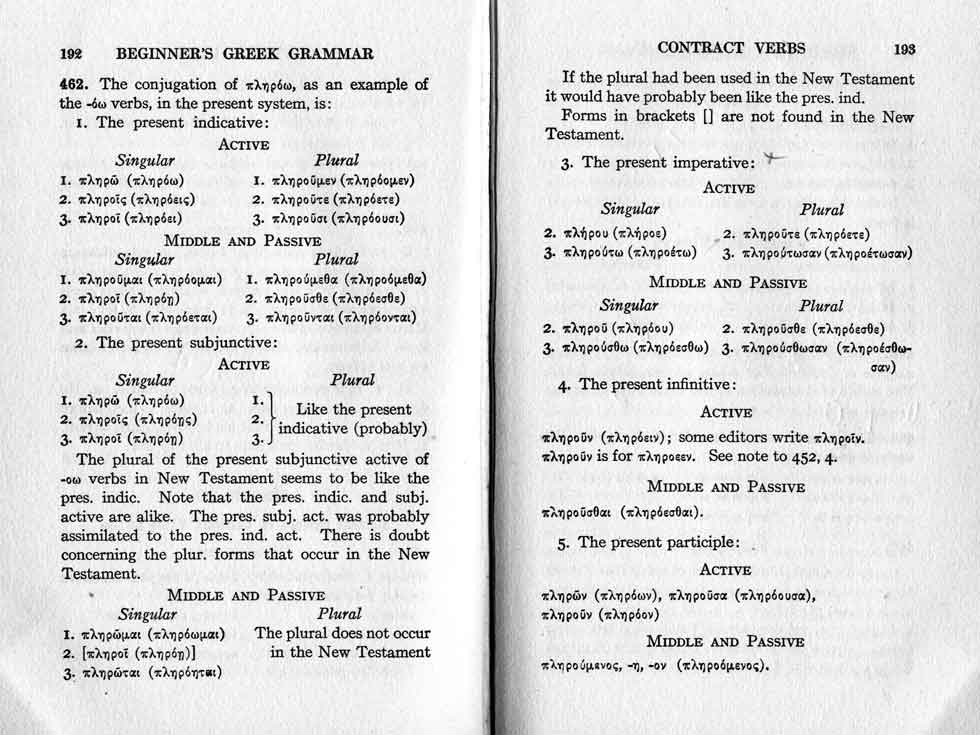 192 BEGINNER'S GREEK GRAMMAR
462. The conjugation of πληρόω, as an example of
the -όω verbs, in the present system, is:
1. The present indicative:
ACTIVE
Singular Plural
1. πληρῶ (πληρόω) 1. πληροῦμεν (πληρόομεν)
2. πληροῖς (πληρόεις) 2. πληροῦτε (πληρόετε)
3. πληροῖ (πληρόει) 3. πληροῦσι (πληρόουσι)
MIDDLE AND PASSIVE
Singular Plural
1. πληροῦμαι (πληρόομαι) 1. πληρούμεθα (πληροόμεθα)
2. πληροῖ (πληρόῃ) 2. πληροῦσθε (πληρόεσθε)
3. πληροῦται (πληρόεται) 3. πληροῦνται (πληρόονται)
2. The present subjunctive:
ACTIVE
Singular Plural
1. πληρῶ (πληρόω) 1.
2. πληροῖς (πληρόῃς) 2.
3. πληροῖ (πληρόῃ) 3.
Like the present
indicative (probably)
The plural of the present subjunctive active of
-οω verbs in New Testament seems to be like the
pres. indic. Note that the pres. indic. and subj.
active are alike. The pres. subj. act. was probably
assimilated to the pres. ind. act. There is doubt
concerning the plur. forms that occur in the New
Testament.
MIDDLE AND PASSIVE
Singular Plural
1. πληρῶμαι (πληρόωμαι) The plural does not occur
2. [πληροῖ (πληρόῃ)] in the New Testament
3. πληρῶται (πληρόηται)
CONTRACT VERBS 193
If the plural had been used in the New Testament
it would have probably been like the pres. ind.
Forms in brackets [] are not found in the New
Testament.
3. The present imperative:
ACTIVE
Singular Plural
2. πλήρου (πλήροε) 2. πληροῦτε (πληρόετε)
3. πληρούτω (πληροέτω) 3. πληρούτωσαν (πληροέτωσαν)
MIDDLE AND PASSIVE
Singular Plural
2. πληροῦ (πληρόου) 2. πληροῦσθε (πληρόεσθε)
3. πληρούσθω (πληρόεσθω) 3. πληρούσθωσαν (πληροέσθω-
σαν)
4. The present infinitive:
ACTIVE
πληροῦν (πληρόειν); some editors write πληροῖν.
πληροῦν is for πληροεεν. See note to 452, 4.
MIDDLE AND PASSIVE
πληροῦσθαι (πληρόεσθαι).
5. The present participle:
ACTIVE
πληρῶν (πληρόων), πληροῦσα (πληρόουσα),
πληροῦν (πληρόον)
MIDDLE AND PASSIVE
πληρούμενος, -η, -ον (πληροόμενος).